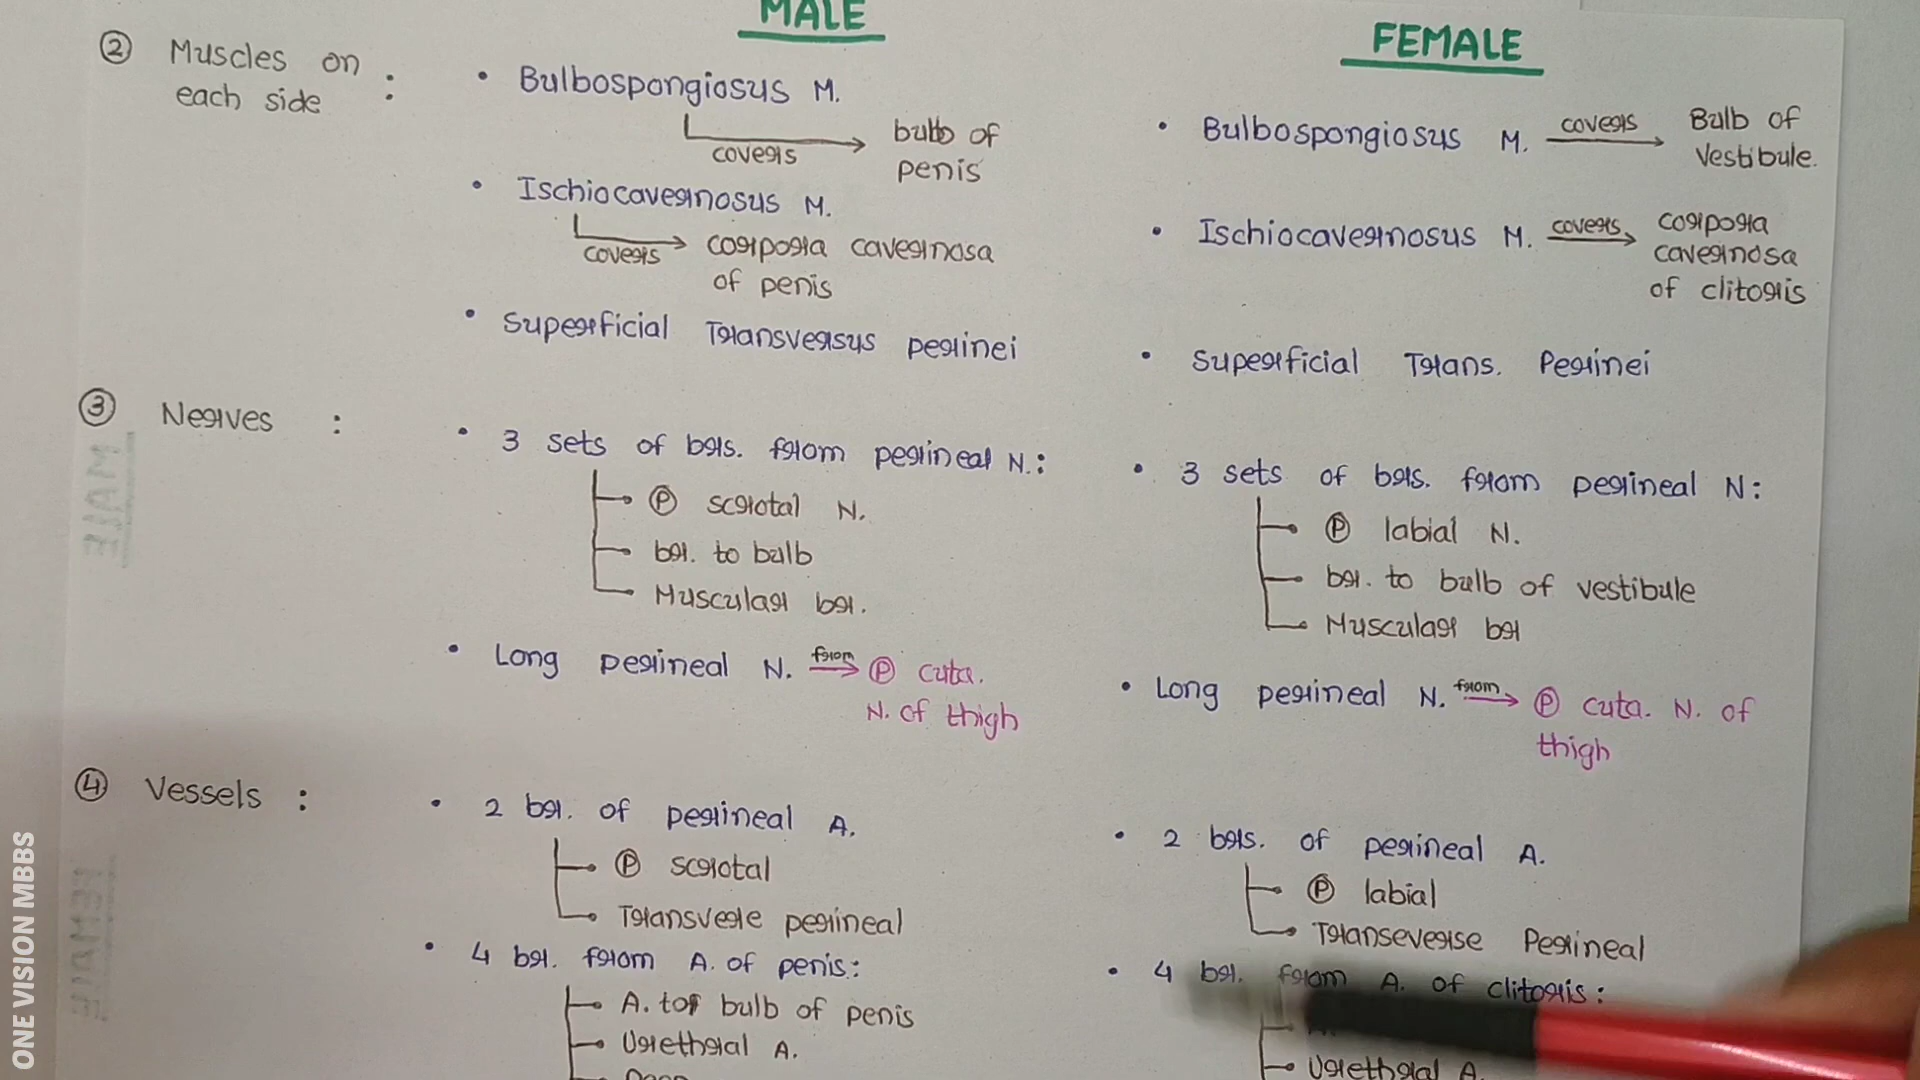 MALE
FEMALE
② Muscles on each side :
• Bulbospongiosus M.
covers → bulb of penis
• Ischiocavernosus M.
covers → corpora cavernosa of penis
• Superficial Transversus perinei
• Bulbospongiosus M. covers → Bulb of Vestibule.
• Ischiocavernosus M. covers → corpora cavernosa of clitoris
• Superficial Trans. Perinei
③ Nerves :
• 3 sets of brs. from perineal N.:
Ⓟ scrotal N.
br. to bulb
Muscular br.
• Long perineal N. from → Ⓟ cuta. N. of thigh
• 3 sets of brs. from perineal N:
Ⓟ labial N.
br. to bulb of vestibule
Muscular br
• Long perineal N. from → Ⓟ cuta. N. of thigh
④ Vessels :
• 2 br. of perineal A.
Ⓟ scrotal
• 4 br. from A. of penis:
bulb of penis
Urethral A.
• 2 brs. of perineal A.
Ⓟ labial
Transeverse Perineal
• 4 br. from A. of clitoris:
Urethral A.
MALE
FEMALE
ONE VISION MBBS